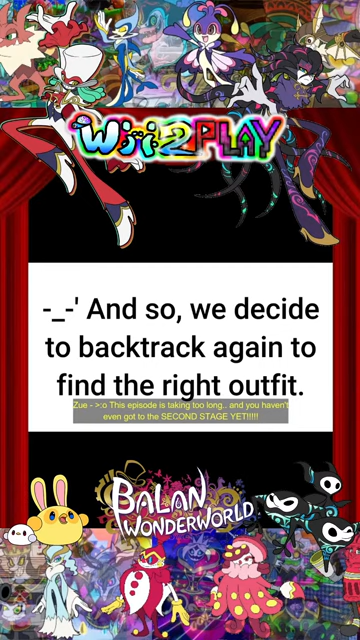 Wii2PLAY
-_-' And so, we decide
to backtrack again to
find the right outfit.
Zue - >:o This episode is taking too long.. and you haven't
even got to the SECOND STAGE YET!!!!!
BALAN
WONDERWORLD